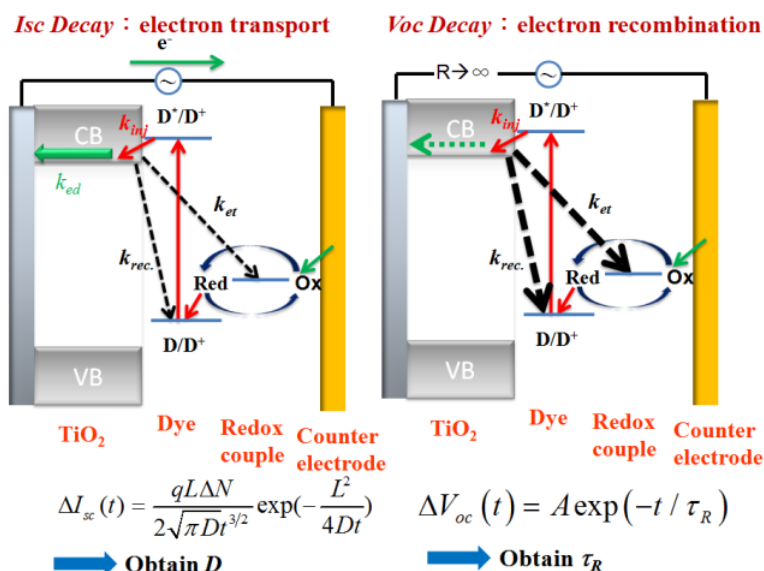 Isc Decay：electron transport
e-
~
D*/D+
CB
kinj
ked
ket
krec.
Red
Ox
D/D+
VB
TiO2
Dye
Redox couple
Counter electrode
ΔIsc(t) = qLΔN / 2√πDt^3/2 exp(-L^2/4Dt)
Obtain D
Voc Decay：electron recombination
R→∞
~
D*/D+
CB
kinj
ket
krec.
Red
Ox
D/D+
VB
TiO2
Dye
Redox couple
Counter electrode
ΔVoc(t) = A exp(-t / τR)
Obtain τR